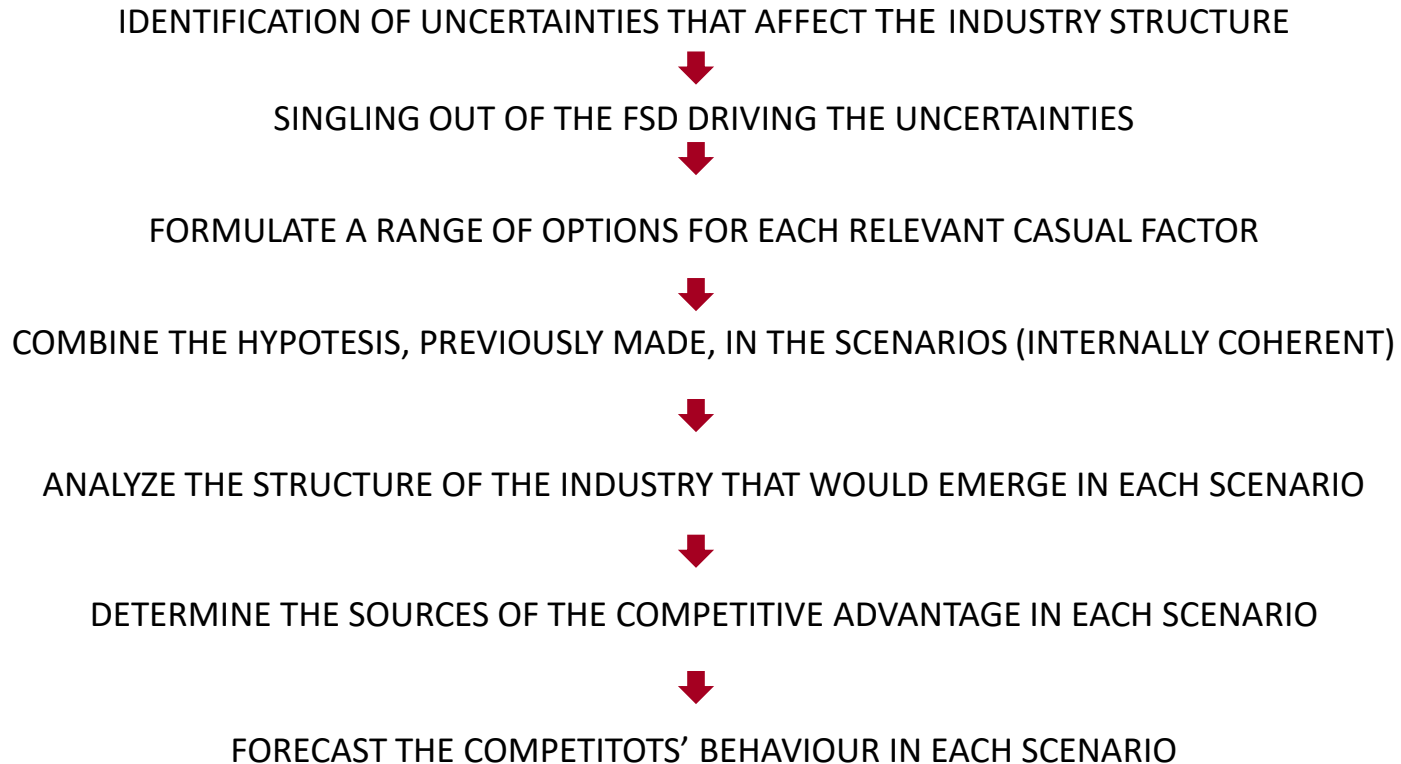 IDENTIFICATION OF UNCERTAINTIES THAT AFFECT THE INDUSTRY STRUCTURE
SINGLING OUT OF THE FSD DRIVING THE UNCERTAINTIES
FORMULATE A RANGE OF OPTIONS FOR EACH RELEVANT CASUAL FACTOR
COMBINE THE HYPOTESIS, PREVIOUSLY MADE, IN THE SCENARIOS (INTERNALLY COHERENT)
ANALYZE THE STRUCTURE OF THE INDUSTRY THAT WOULD EMERGE IN EACH SCENARIO
DETERMINE THE SOURCES OF THE COMPETITIVE ADVANTAGE IN EACH SCENARIO
FORECAST THE COMPETITOTS’ BEHAVIOUR IN EACH SCENARIO